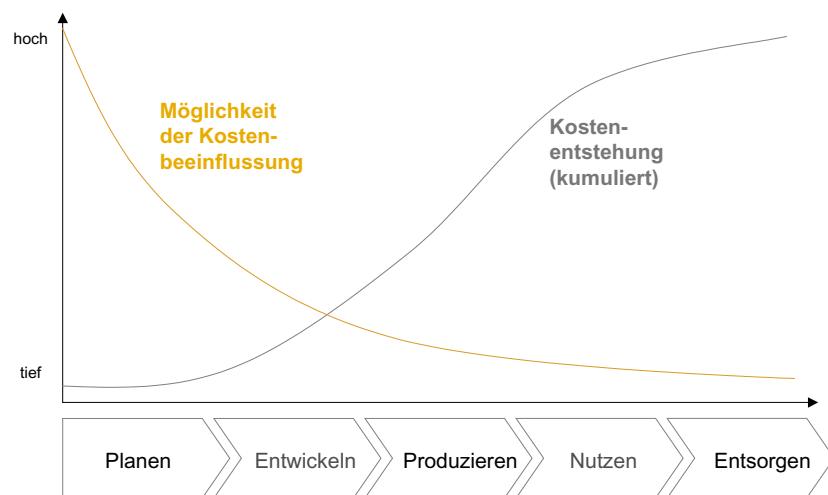 hoch
Möglichkeit
der Kosten-
beeinflussung
Kosten-
entstehung
(kumuliert)
tief
Planen
Entwickeln
Produzieren
Nutzen
Entsorgen